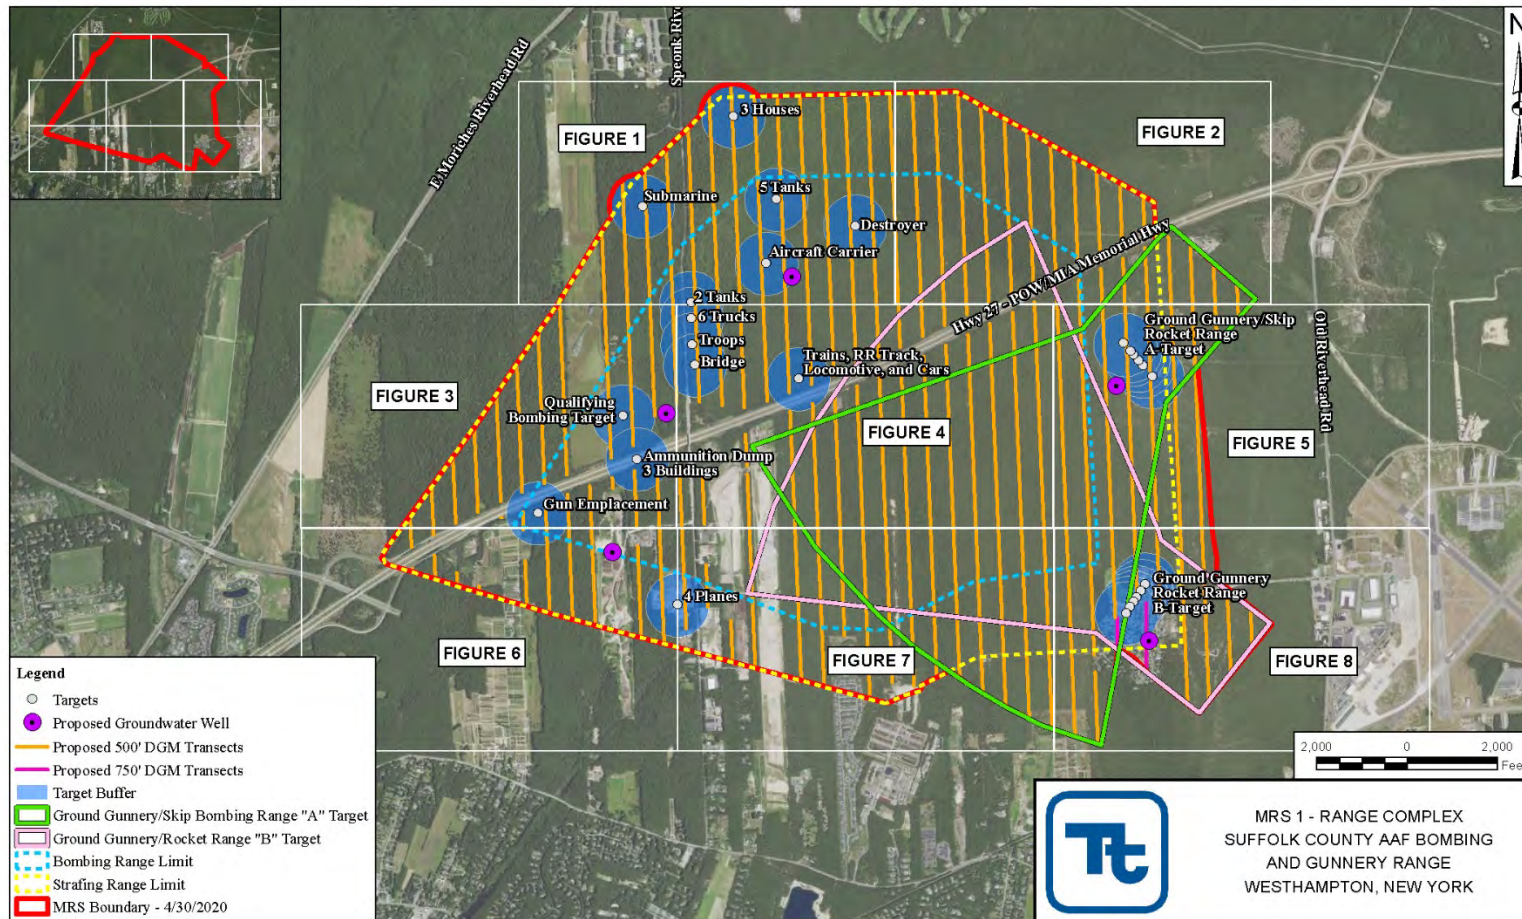 N
E Moriches Riverhead Rd
3 Houses
FIGURE 1
FIGURE 2
Submarine
5 Tanks
Destroyer
Aircraft Carrier
Hwy 27 - POW/MIA Memorial Hwy
2 Tanks
6 Trucks
Troops
Bridge
Ground Gunnery/Skip
Rocket Range
A-Target
Trains, RR Track,
Locomotive, and Cars
Old Riverhead Rd
FIGURE 3
Qualifying
Bombing Target
FIGURE 4
FIGURE 5
Ammunition Dump
3 Buildings
Gun Emplacement
Ground Gunnery
Rocket Range
B-Target
4 Planes
FIGURE 6
FIGURE 7
FIGURE 8
Legend
Targets
Proposed Groundwater Well
Proposed 500' DGM Transects
Proposed 750' DGM Transects
Target Buffer
Ground Gunnery/Skip Bombing Range "A" Target
Ground Gunnery/Rocket Range "B" Target
Bombing Range Limit
Strafing Range Limit
MRS Boundary - 4/30/2020
2,000 0 2,000
Tt
MRS 1 - RANGE COMPLEX
SUFFOLK COUNTY AAF BOMBING
AND GUNNERY RANGE
WESTHAMPTON, NEW YORK